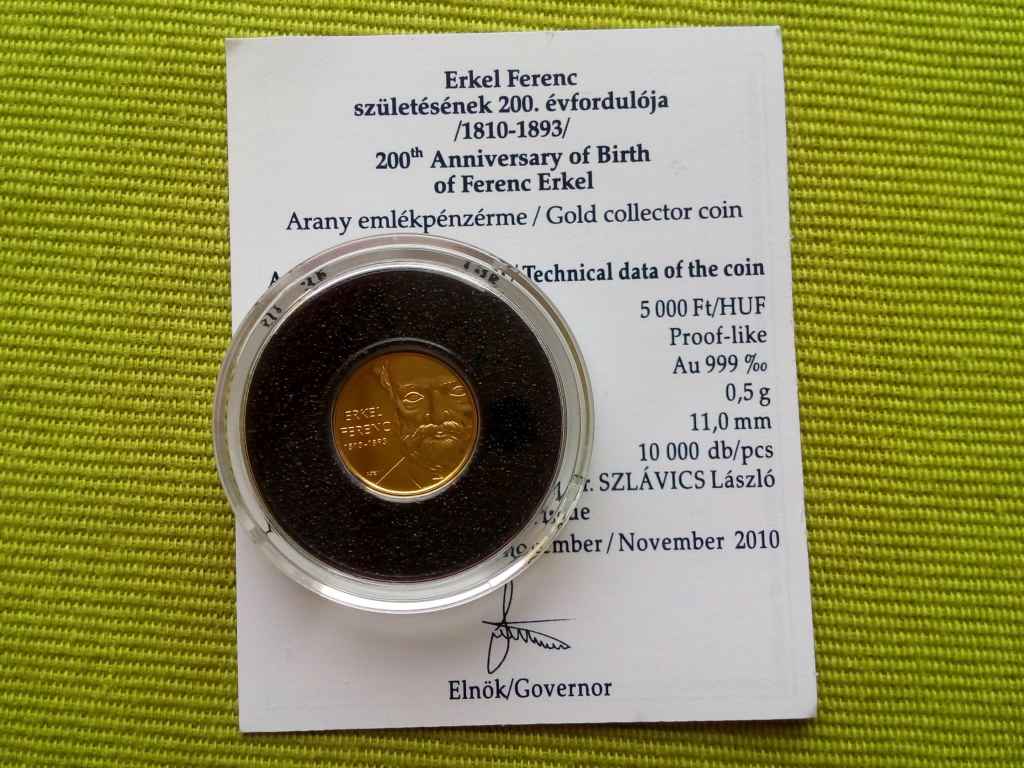 Erkel Ferenc
születésének 200. évfordulója
/1810-1893/
200th Anniversary of Birth
of Ferenc Erkel
Arany emlékpénzérme / Gold collector coin
Technical data of the coin
5 000 Ft/HUF
Proof-like
Au 999 ‰
0,5 g
11,0 mm
10 000 db/pcs
SZLÁVICS László
/ November 2010
Elnök/Governor
ERKEL
FERENC
1810-1893